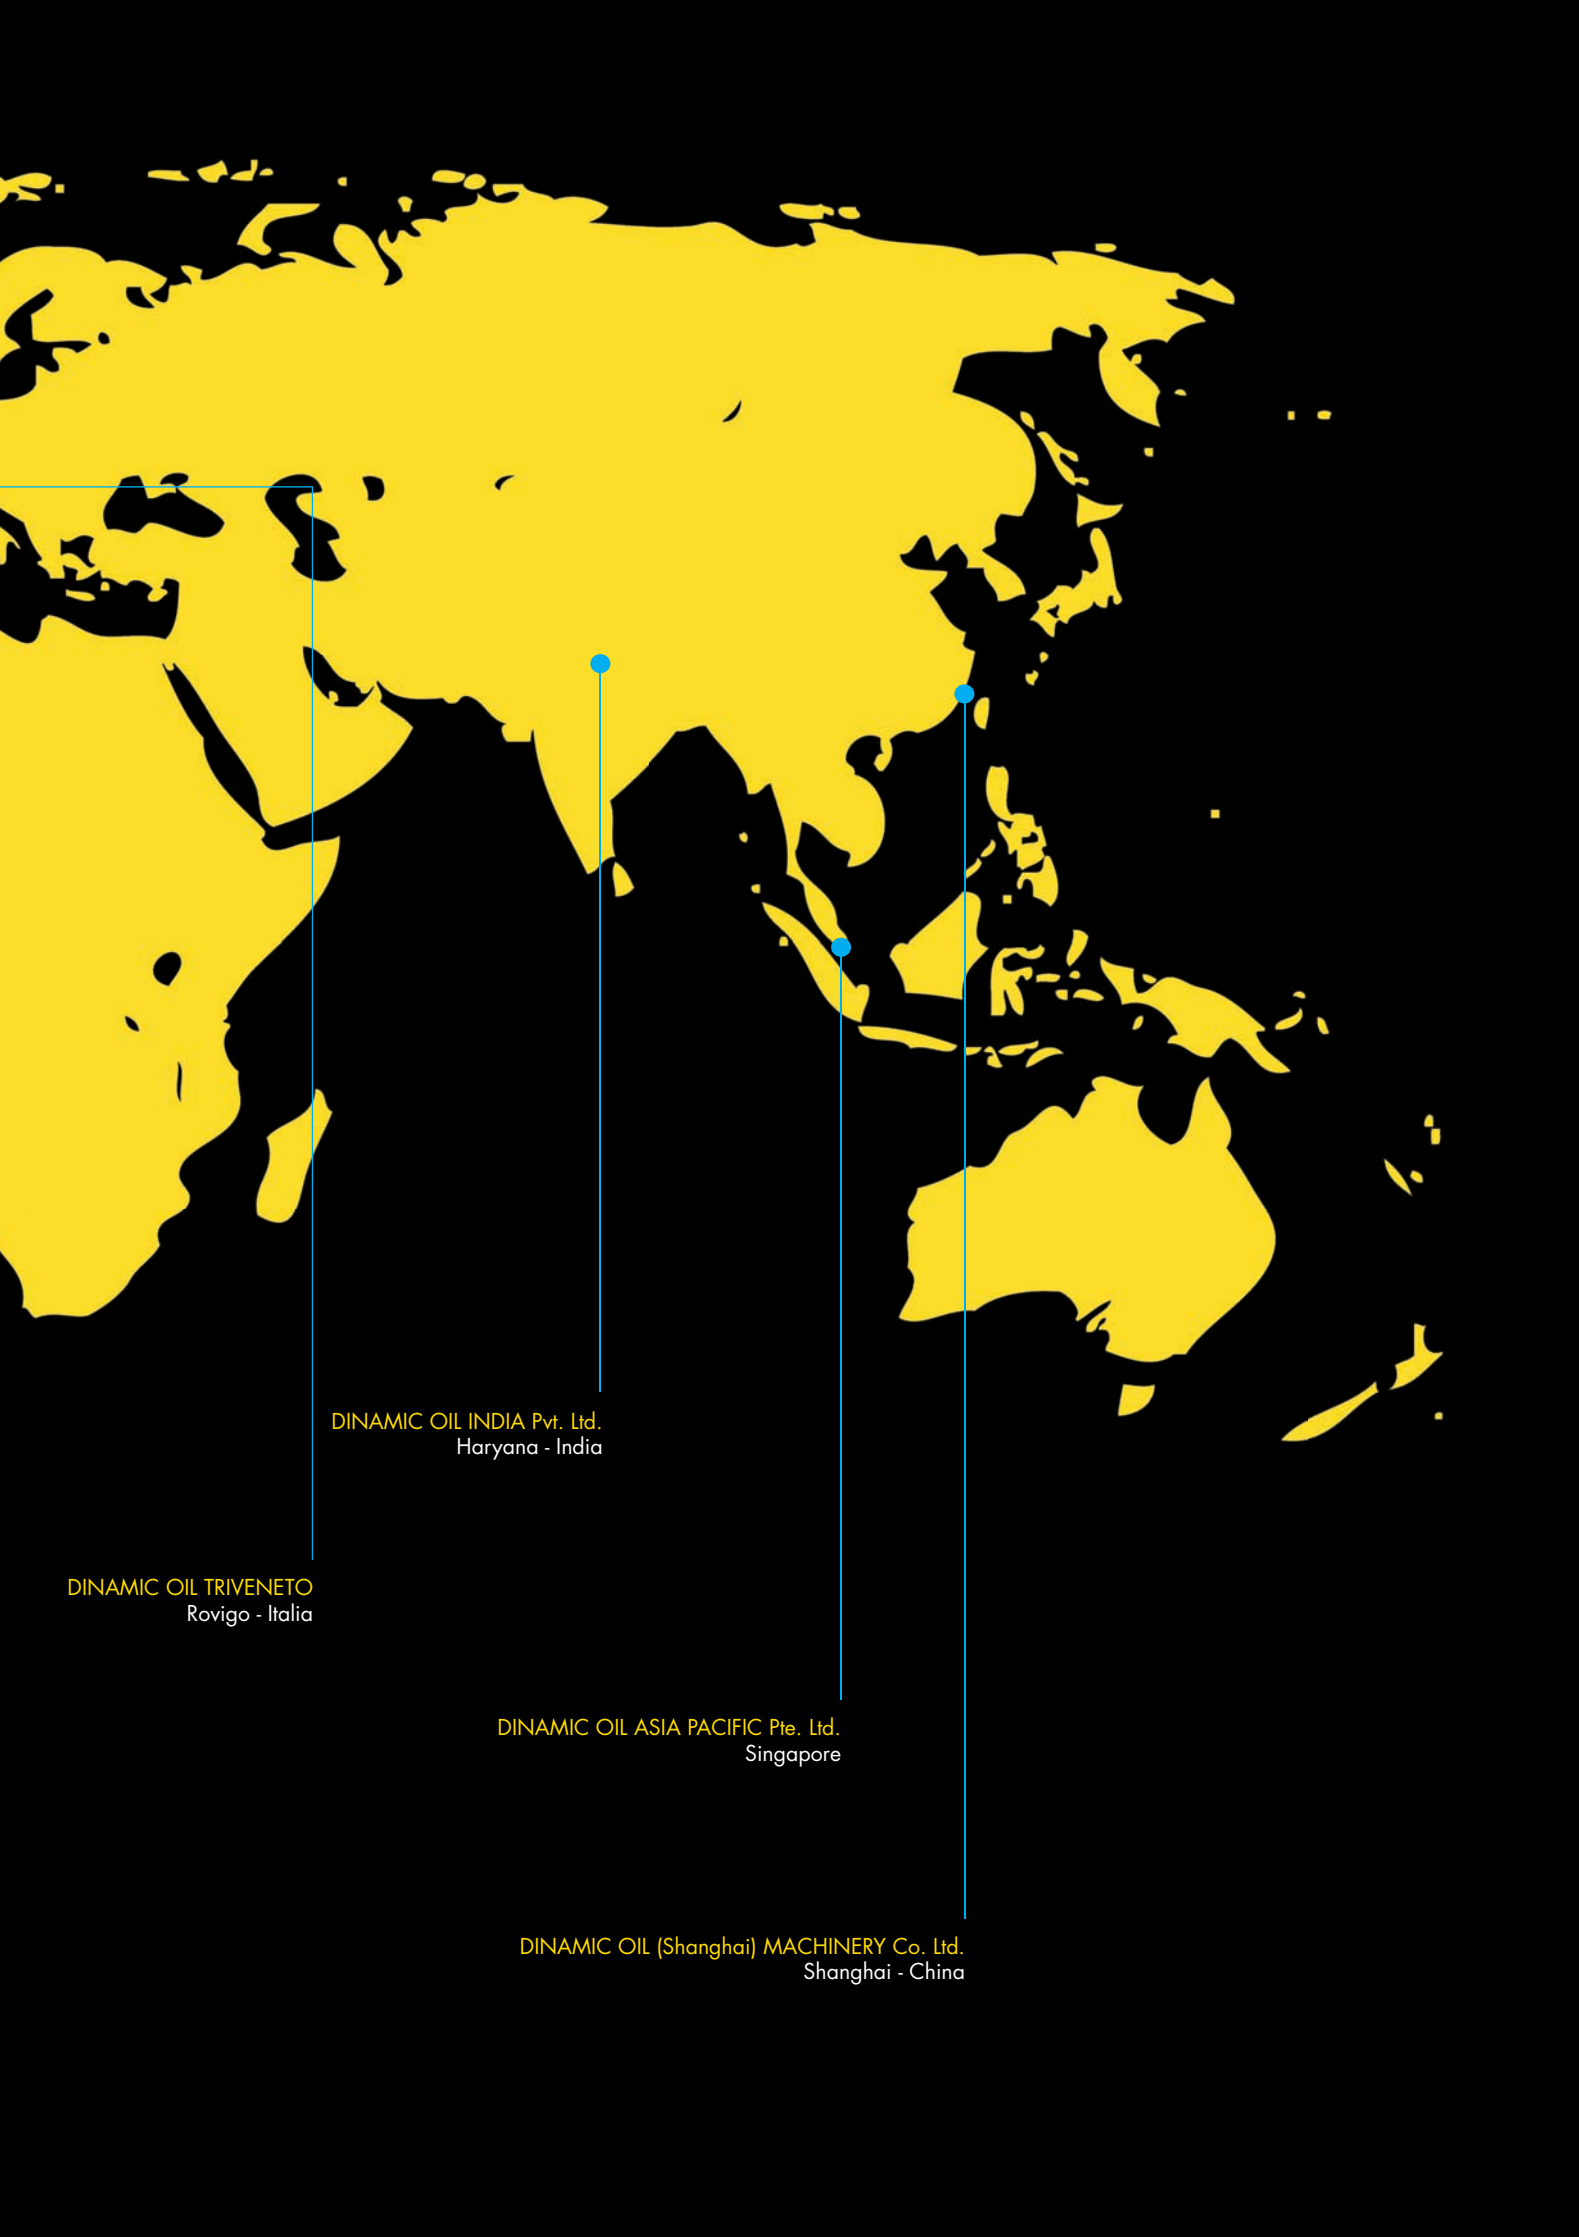 DINAMIC OIL INDIA Pvt. Ltd.
Haryana - India
DINAMIC OIL TRIVENETO
Rovigo - Italia
DINAMIC OIL ASIA PACIFIC Pte. Ltd.
Singapore
DINAMIC OIL (Shanghai) MACHINERY Co. Ltd.
Shanghai - China